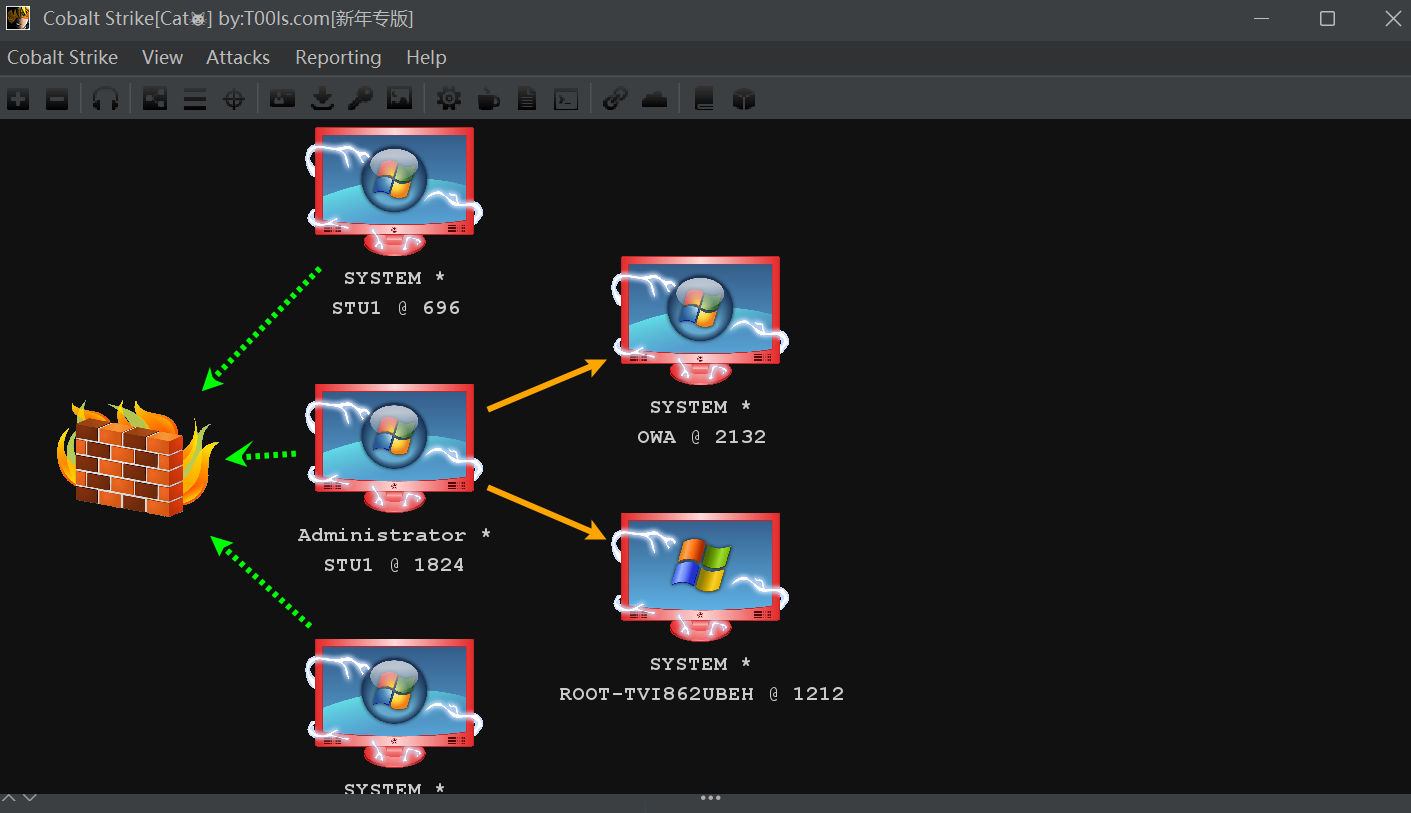 Cobalt Strike[Cat😼] by:T00ls.com[新年专版]
Cobalt Strike View Attacks Reporting Help
SYSTEM *
STU1 @ 696
SYSTEM *
OWA @ 2132
Administrator *
STU1 @ 1824
SYSTEM *
ROOT-TVI862UBEH @ 1212
SYSTEM *